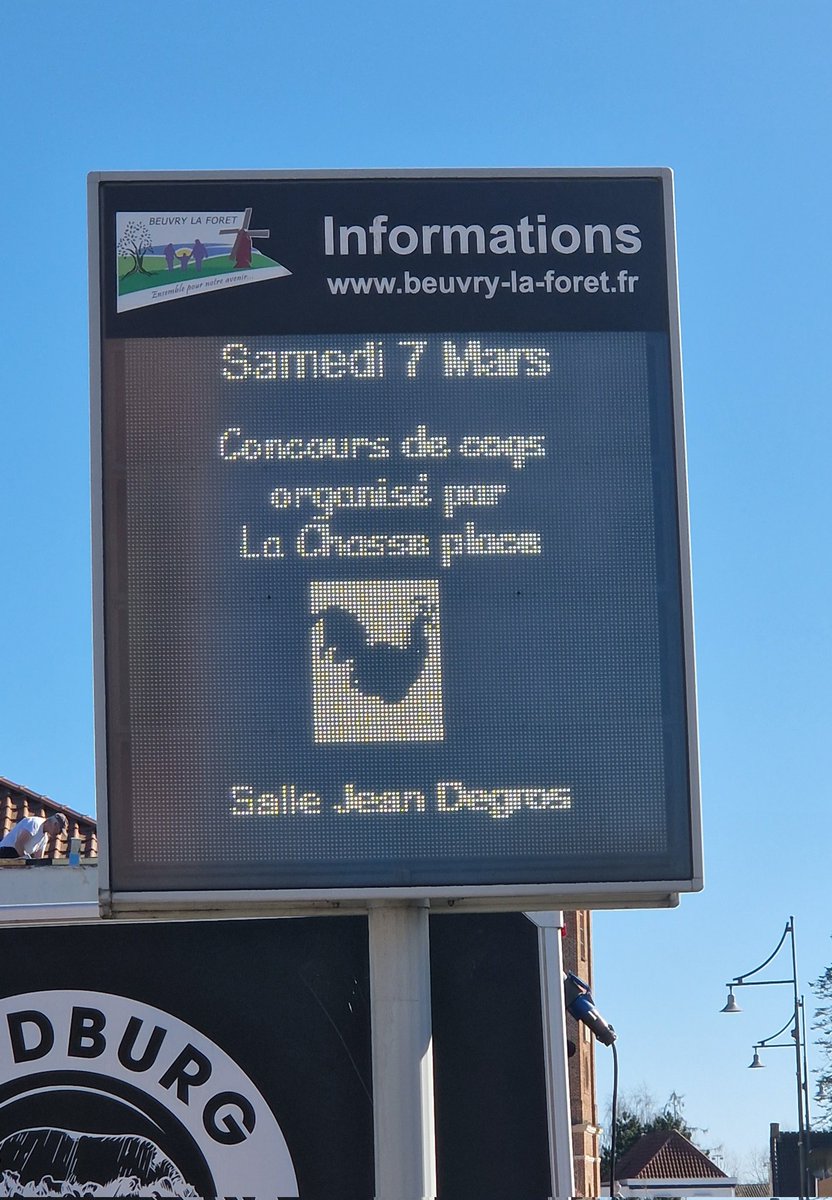 BEUVRY LA FORET
Ensemble pour notre avenir...
Informations
www.beuvry-la-foret.fr
Samedi 7 Mars
Concours de coqs
organisé par
La Chasse place
Salle Jean Degros
DBURG